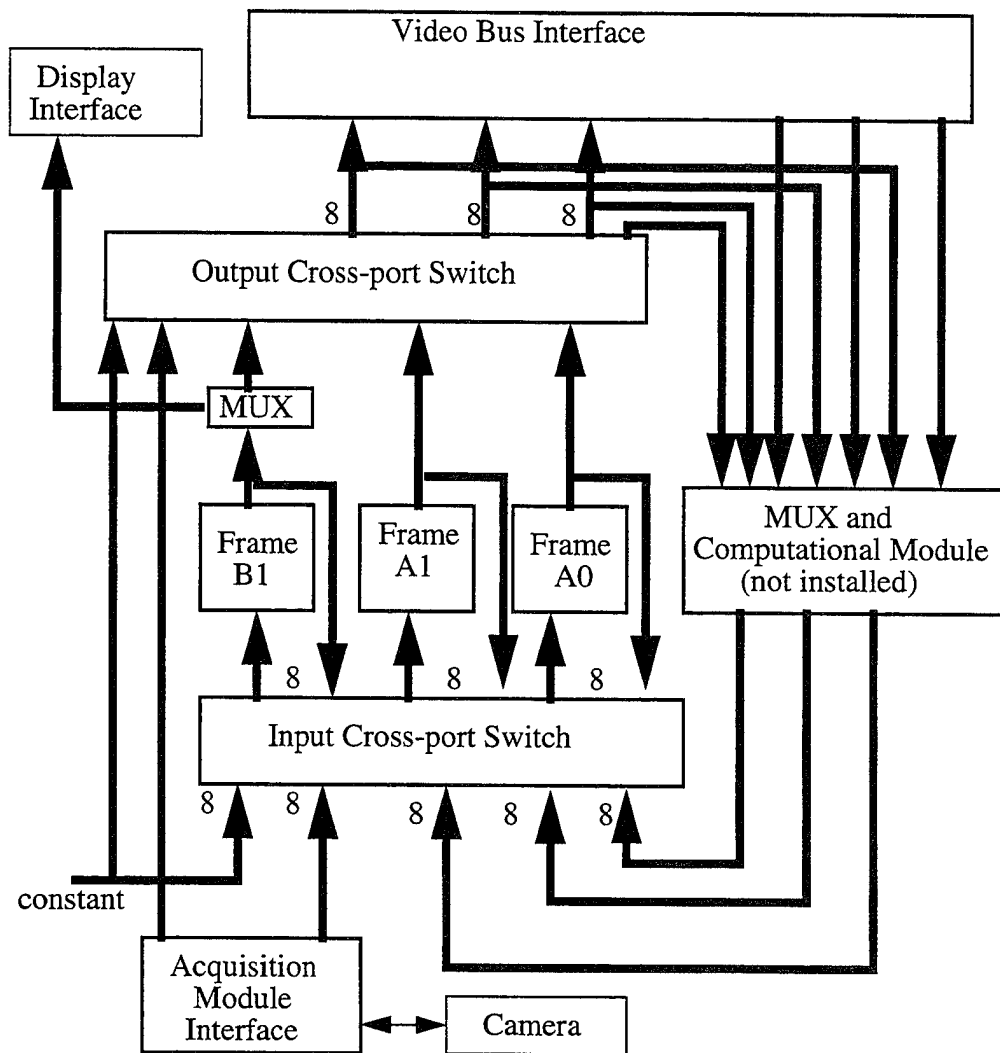 Video Bus Interface
Display
Interface
8
8
8
Output Cross-port Switch
MUX
Frame
B1
Frame
A1
Frame
A0
MUX and
Computational Module
(not installed)
8
8
8
Input Cross-port Switch
8
8
8
8
8
constant
Acquisition
Module
Interface
Camera